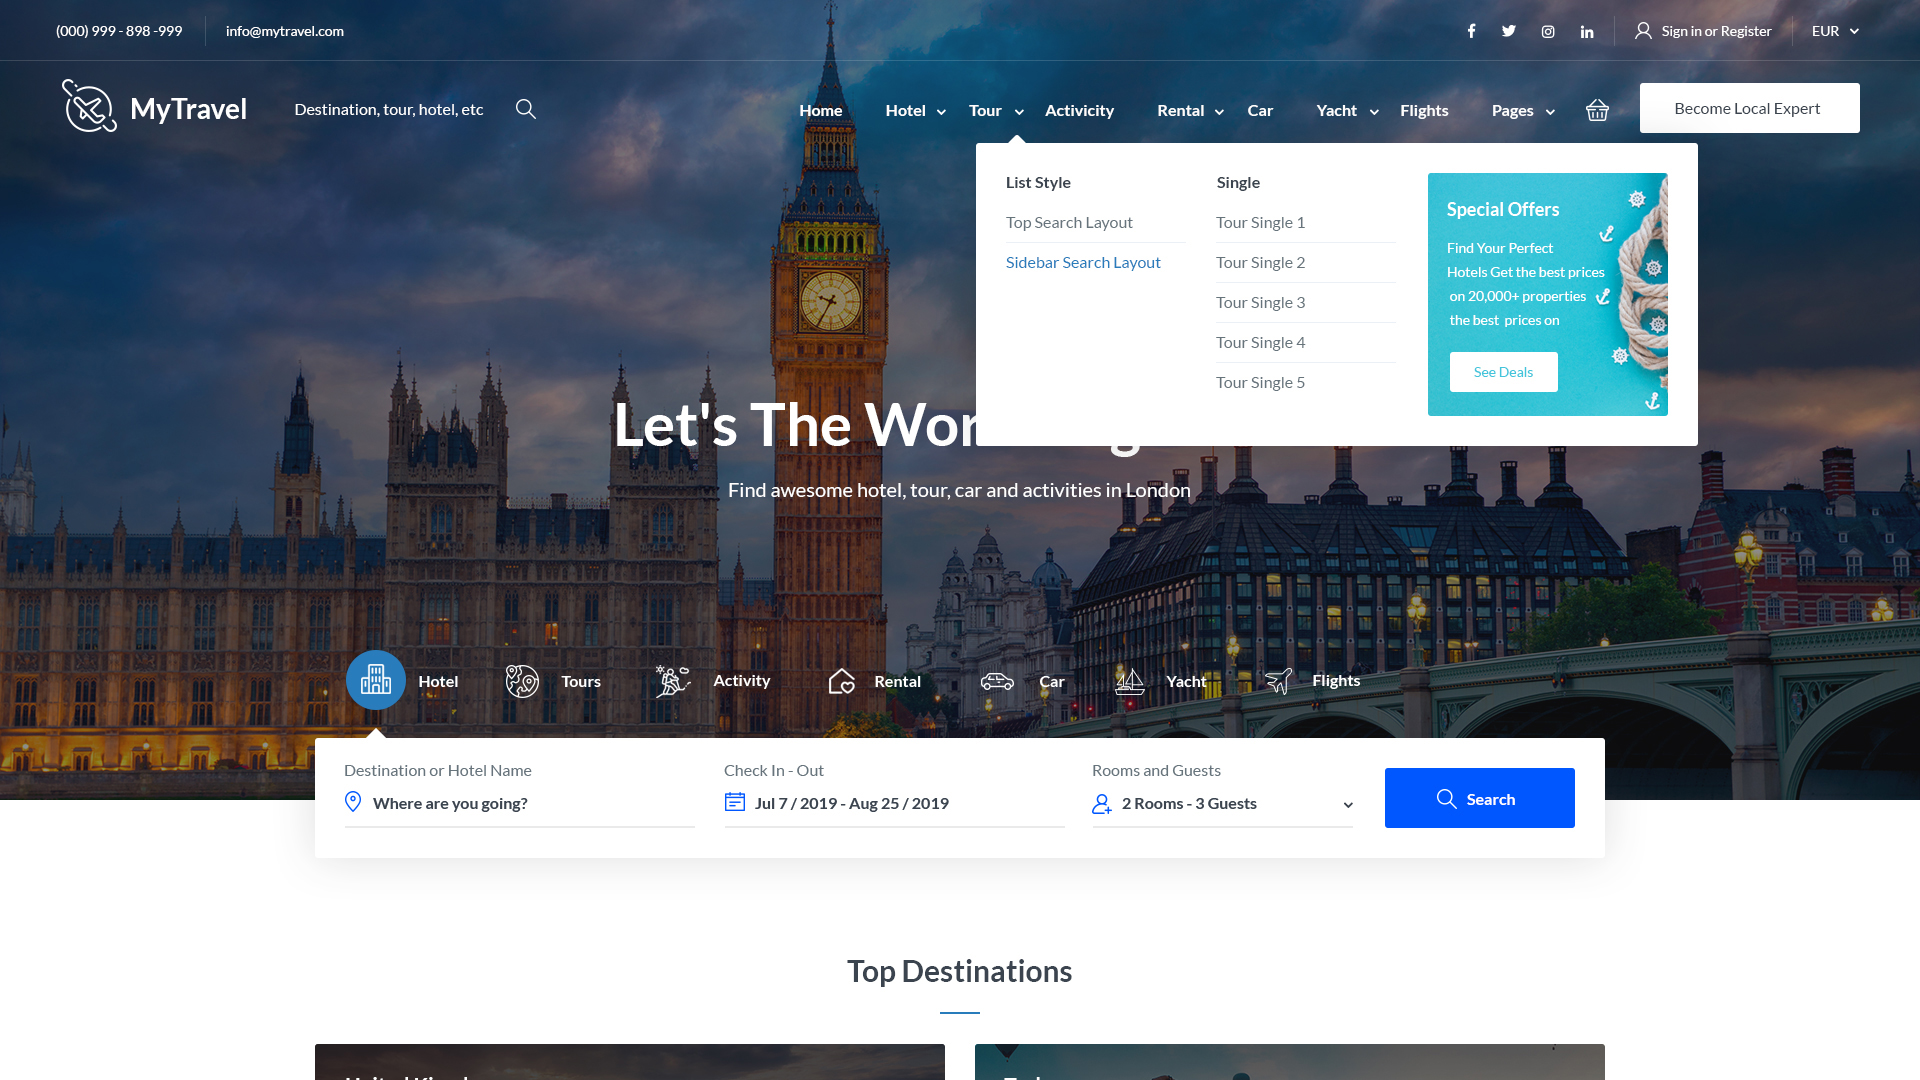 (000) 999 - 898 -999
info@mytravel.com
Sign in or Register
EUR
MyTravel
Destination, tour, hotel, etc
Home
Hotel
Tour
Activicity
Rental
Car
Yacht
Flights
Pages
Become Local Expert
List Style
Top Search Layout
Sidebar Search Layout
Single
Tour Single 1
Tour Single 2
Tour Single 3
Tour Single 4
Tour Single 5
Special Offers
Find Your Perfect
Hotels Get the best prices
on 20,000+ properties
the best prices on
See Deals
Let's The
Find awesome hotel, tour, car and activities in London
Hotel
Tours
Activity
Rental
Car
Yacht
Flights
Destination or Hotel Name
Where are you going?
Check In - Out
Jul 7 / 2019 - Aug 25 / 2019
Rooms and Guests
2 Rooms - 3 Guests
Search
Top Destinations